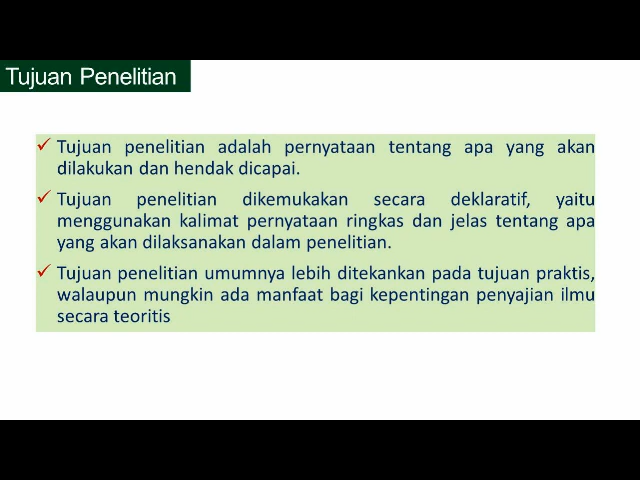 Tujuan Penelitian
✓ Tujuan penelitian adalah pernyataan tentang apa yang akan
dilakukan dan hendak dicapai.
✓ Tujuan penelitian dikemukakan secara deklaratif, yaitu
menggunakan kalimat pernyataan ringkas dan jelas tentang apa
yang akan dilaksanakan dalam penelitian.
✓ Tujuan penelitian umumnya lebih ditekankan pada tujuan praktis,
walaupun mungkin ada manfaat bagi kepentingan penyajian ilmu
secara teoritis